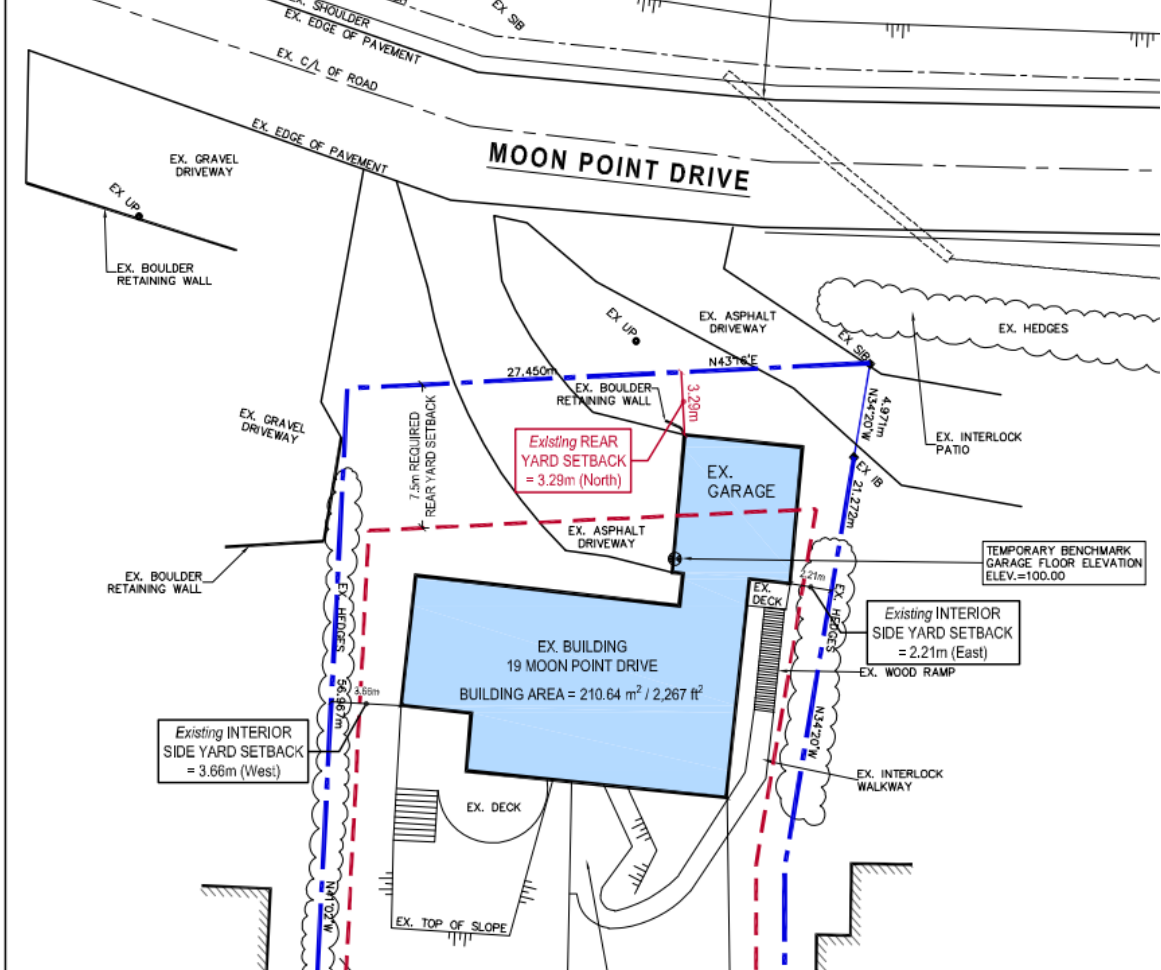 EX SIB
EX. SHOULDER
EX. EDGE OF PAVEMENT
EX. C/L OF ROAD
EX. EDGE OF PAVEMENT
MOON POINT DRIVE
EX. GRAVEL
DRIVEWAY
EX UP
EX. BOULDER
RETAINING WALL
EX UP
EX. ASPHALT
DRIVEWAY
EX. HEDGES
EX SIB
N43°16'E
27.450m
EX. BOULDER
RETAINING WALL
3.29m
4.971m
N34°20'W
EX. INTERLOCK
PATIO
EX. GRAVEL
DRIVEWAY
7.5m REQUIRED
REAR YARD SETBACK
Existing REAR
YARD SETBACK
= 3.29m (North)
EX.
GARAGE
EX IB
21.272m
EX. ASPHALT
DRIVEWAY
TEMPORARY BENCHMARK
GARAGE FLOOR ELEVATION
ELEV.=100.00
EX. BOULDER
RETAINING WALL
EX. HEDGES
EX.
DECK
2.21m
EX. HEDGES
Existing INTERIOR
SIDE YARD SETBACK
= 2.21m (East)
EX. BUILDING
19 MOON POINT DRIVE
BUILDING AREA = 210.64 m² / 2,267 ft²
EX. WOOD RAMP
56.967m
3.66m
Existing INTERIOR
SIDE YARD SETBACK
= 3.66m (West)
N34°20'W
EX. INTERLOCK
WALKWAY
EX. DECK
EX. TOP OF SLOPE